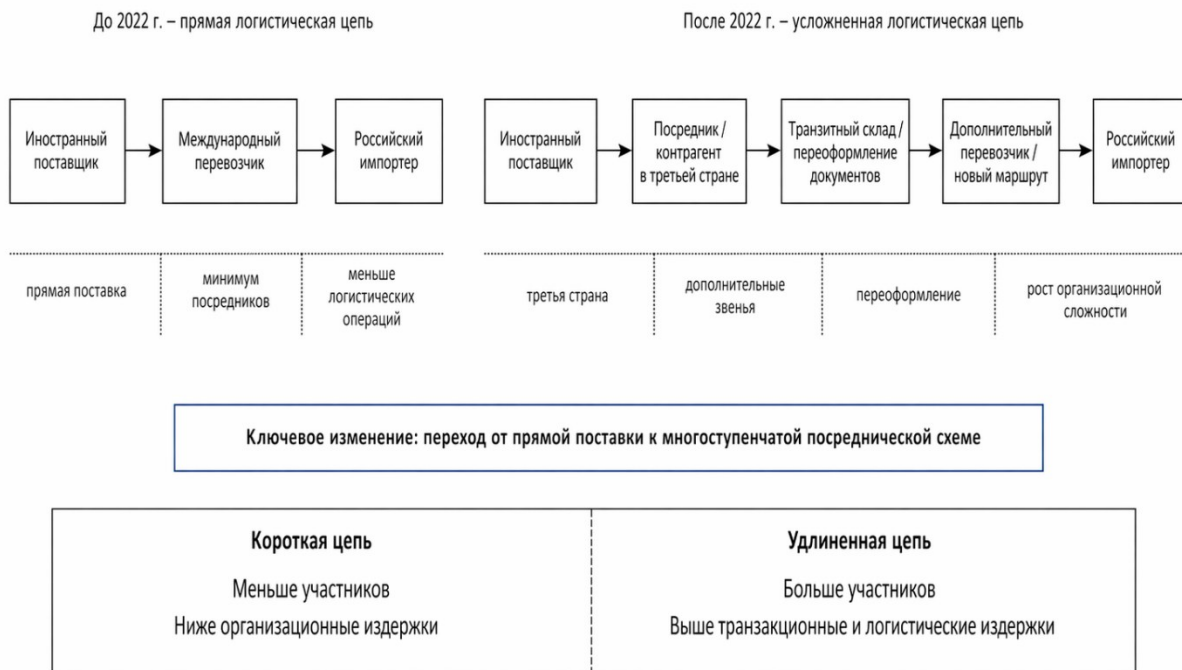 До 2022 г. – прямая логистическая цепь
После 2022 г. – усложненная логистическая цепь
Иностранный
поставщик
Международный
перевозчик
Российский
импортер
Иностранный
поставщик
Посредник /
контрагент
в третьей стране
Транзитный склад /
переоформление
документов
Дополнительный
перевозчик /
новый маршрут
Российский
импортер
прямая поставка
минимум
посредников
меньше
логистических
операций
третья страна
дополнительные
звенья
переоформление
рост организационной
сложности
Ключевое изменение: переход от прямой поставки к многоступенчатой посреднической схеме
Короткая цепь
Меньше участников
Ниже организационные издержки
Удлиненная цепь
Больше участников
Выше транзакционные и логистические издержки